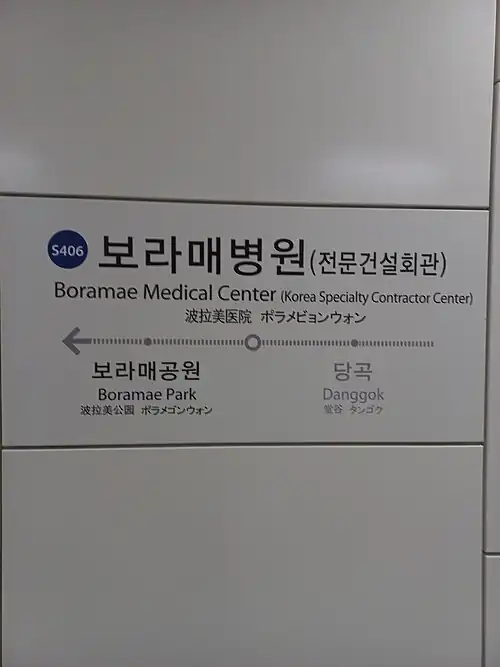 S406 보라매병원(전문건설회관)
Boramae Medical Center (Korea Specialty Contractor Center)
波拉美医院 ポラメビョンウォン
보라매공원 당곡
Boramae Park Danggok
波拉美公园 ポラメゴンウォン 堂谷 タンゴク